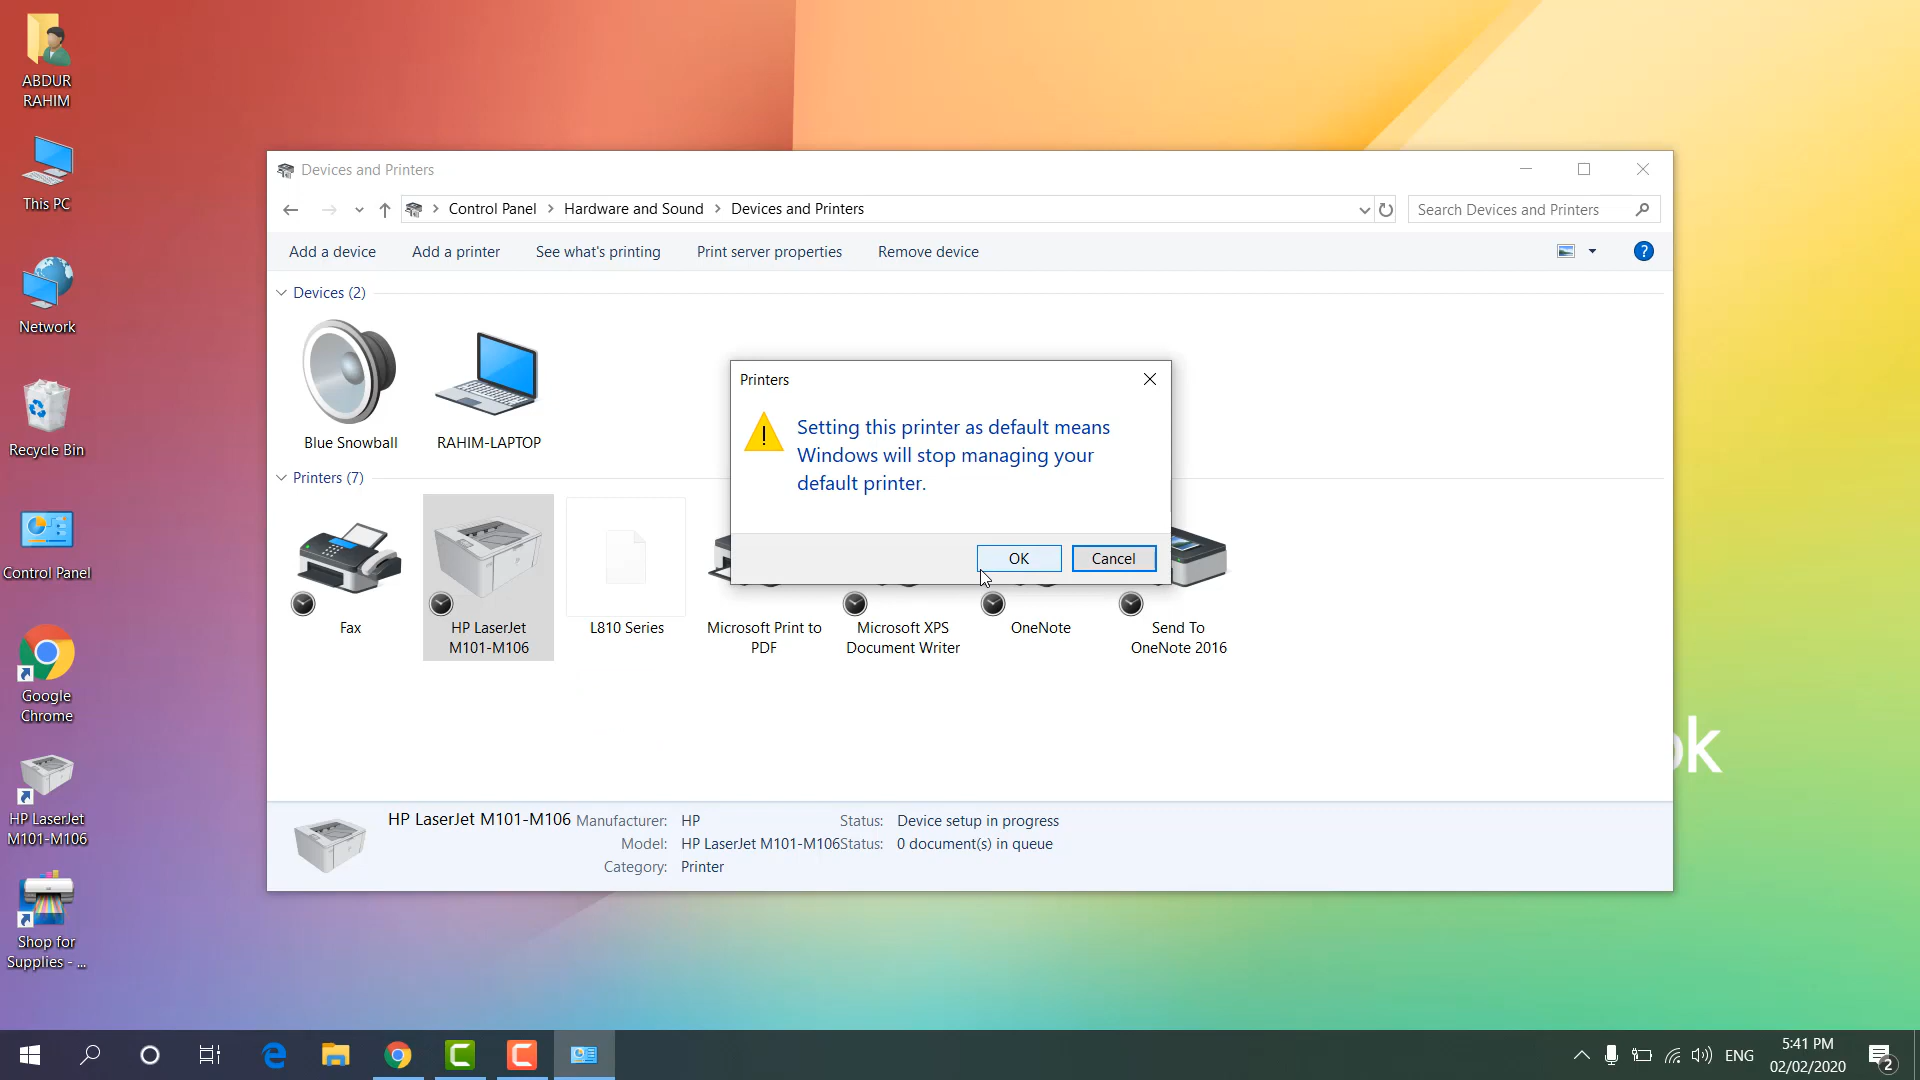 ABDUR
RAHIM
This PC
Network
Recycle Bin
Control Panel
Google
Chrome
HP LaserJet
M101-M106
Shop for
Supplies - ...
Devices and Printers
Control Panel
Hardware and Sound
Devices and Printers
Search Devices and Printers
Add a device
Add a printer
See what's printing
Print server properties
Remove device
?
Devices (2)
Blue Snowball
RAHIM-LAPTOP
Printers (7)
Fax
HP LaserJet
M101-M106
L810 Series
Microsoft Print to
PDF
Microsoft XPS
Document Writer
OneNote
Send To
OneNote 2016
Printers
Setting this printer as default means
Windows will stop managing your
default printer.
OK
Cancel
HP LaserJet M101-M106
Manufacturer: HP
Model: HP LaserJet M101-M106
Category: Printer
Status: Device setup in progress
Status: 0 document(s) in queue
ENG
5:41 PM
02/02/2020
2